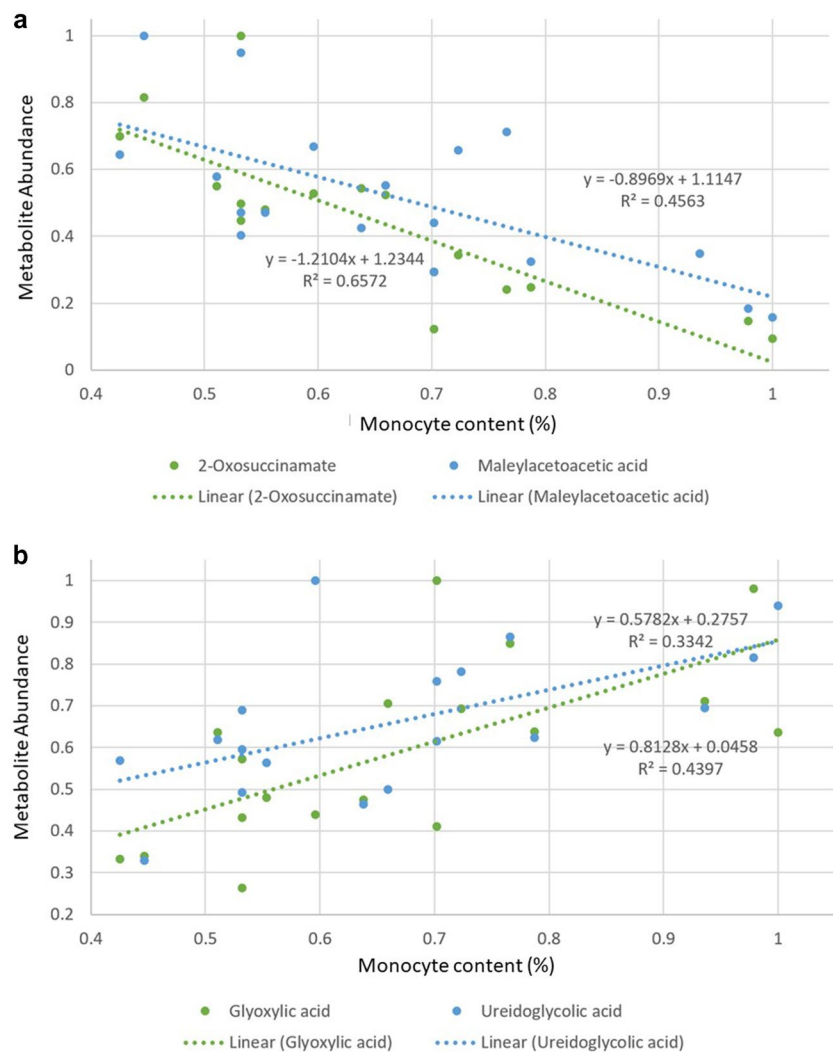 a
1
0.8
0.6
0.4
0.2
0
Metabolite Abundance
y = -0.8969x + 1.1147
R² = 0.4563
y = -1.2104x + 1.2344
R² = 0.6572
0.4 0.5 0.6 0.7 0.8 0.9 1
Monocyte content (%)
2-Oxosuccinamate Maleylacetoacetic acid
Linear (2-Oxosuccinamate) Linear (Maleylacetoacetic acid)
b
1
0.9
0.8
0.7
0.6
0.5
0.4
0.3
0.2
Metabolite Abundance
y = 0.5782x + 0.2757
R² = 0.3342
y = 0.8128x + 0.0458
R² = 0.4397
0.4 0.5 0.6 0.7 0.8 0.9 1
Monocyte content (%)
Glyoxylic acid Ureidoglycolic acid
Linear (Glyoxylic acid) Linear (Ureidoglycolic acid)